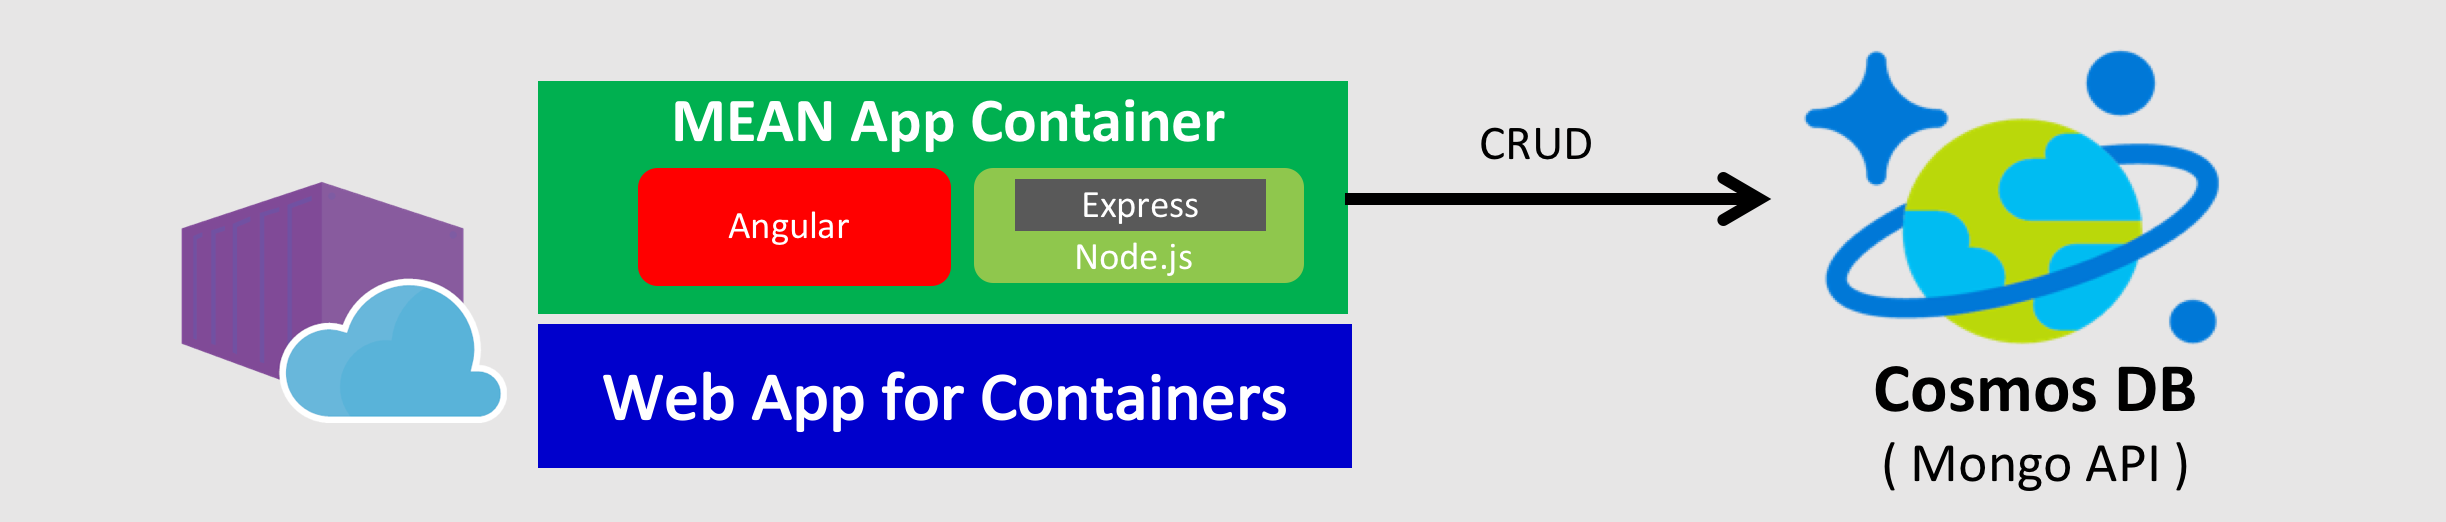 MEAN App Container
Angular
Express
Node.js
Web App for Containers
CRUD
Cosmos DB
( Mongo API )